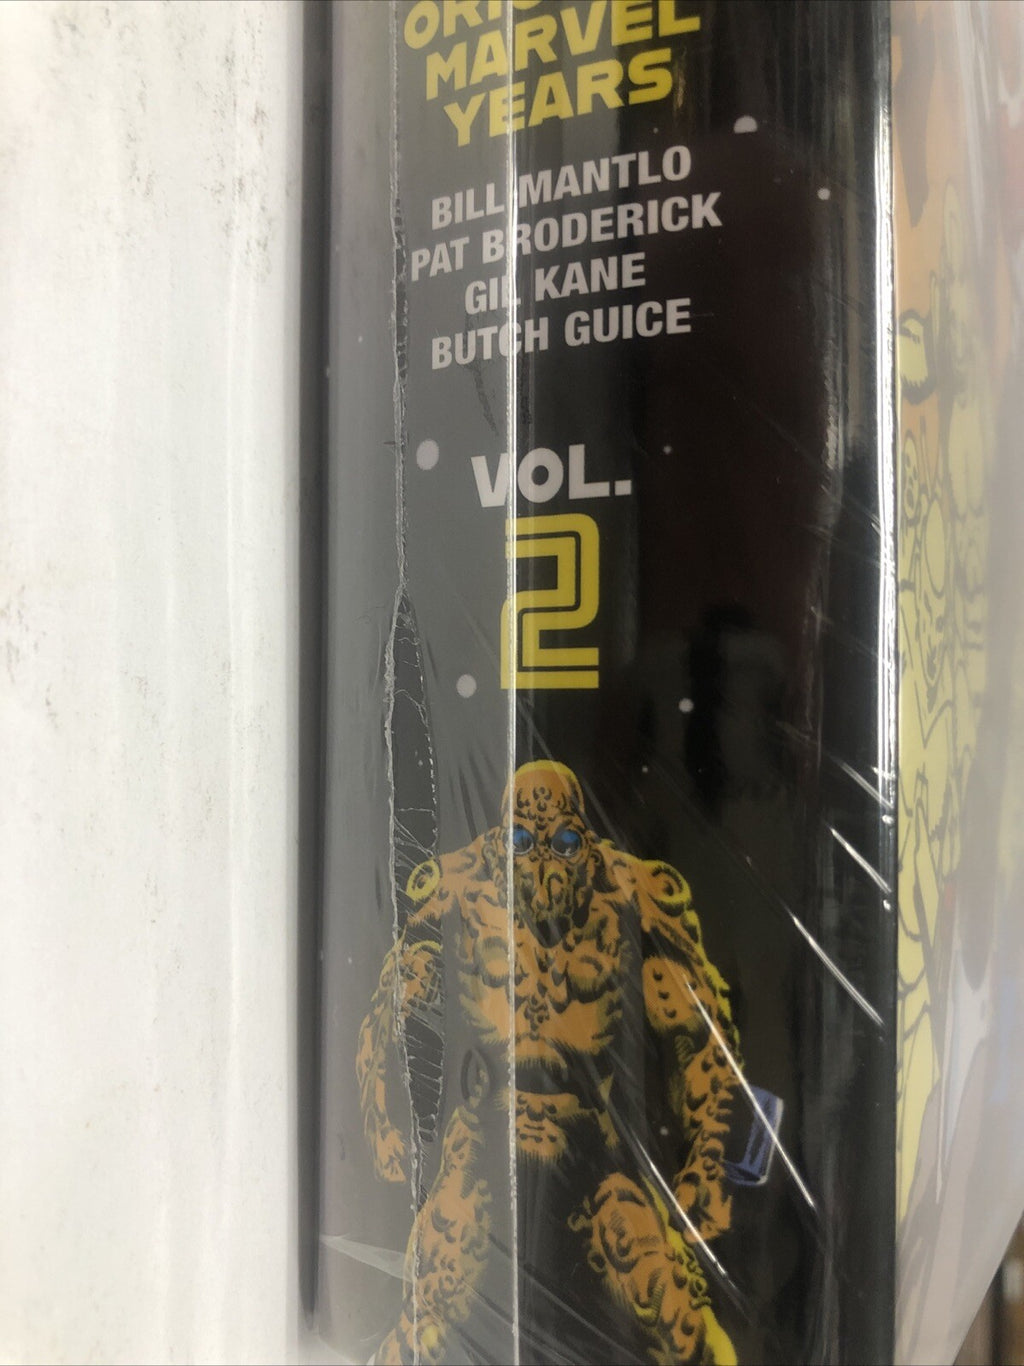 MARVEL
YEARS
BILL MANTLO
PAT BRODERICK
GIL KANE
BUTCH GUICE
VOL.
2